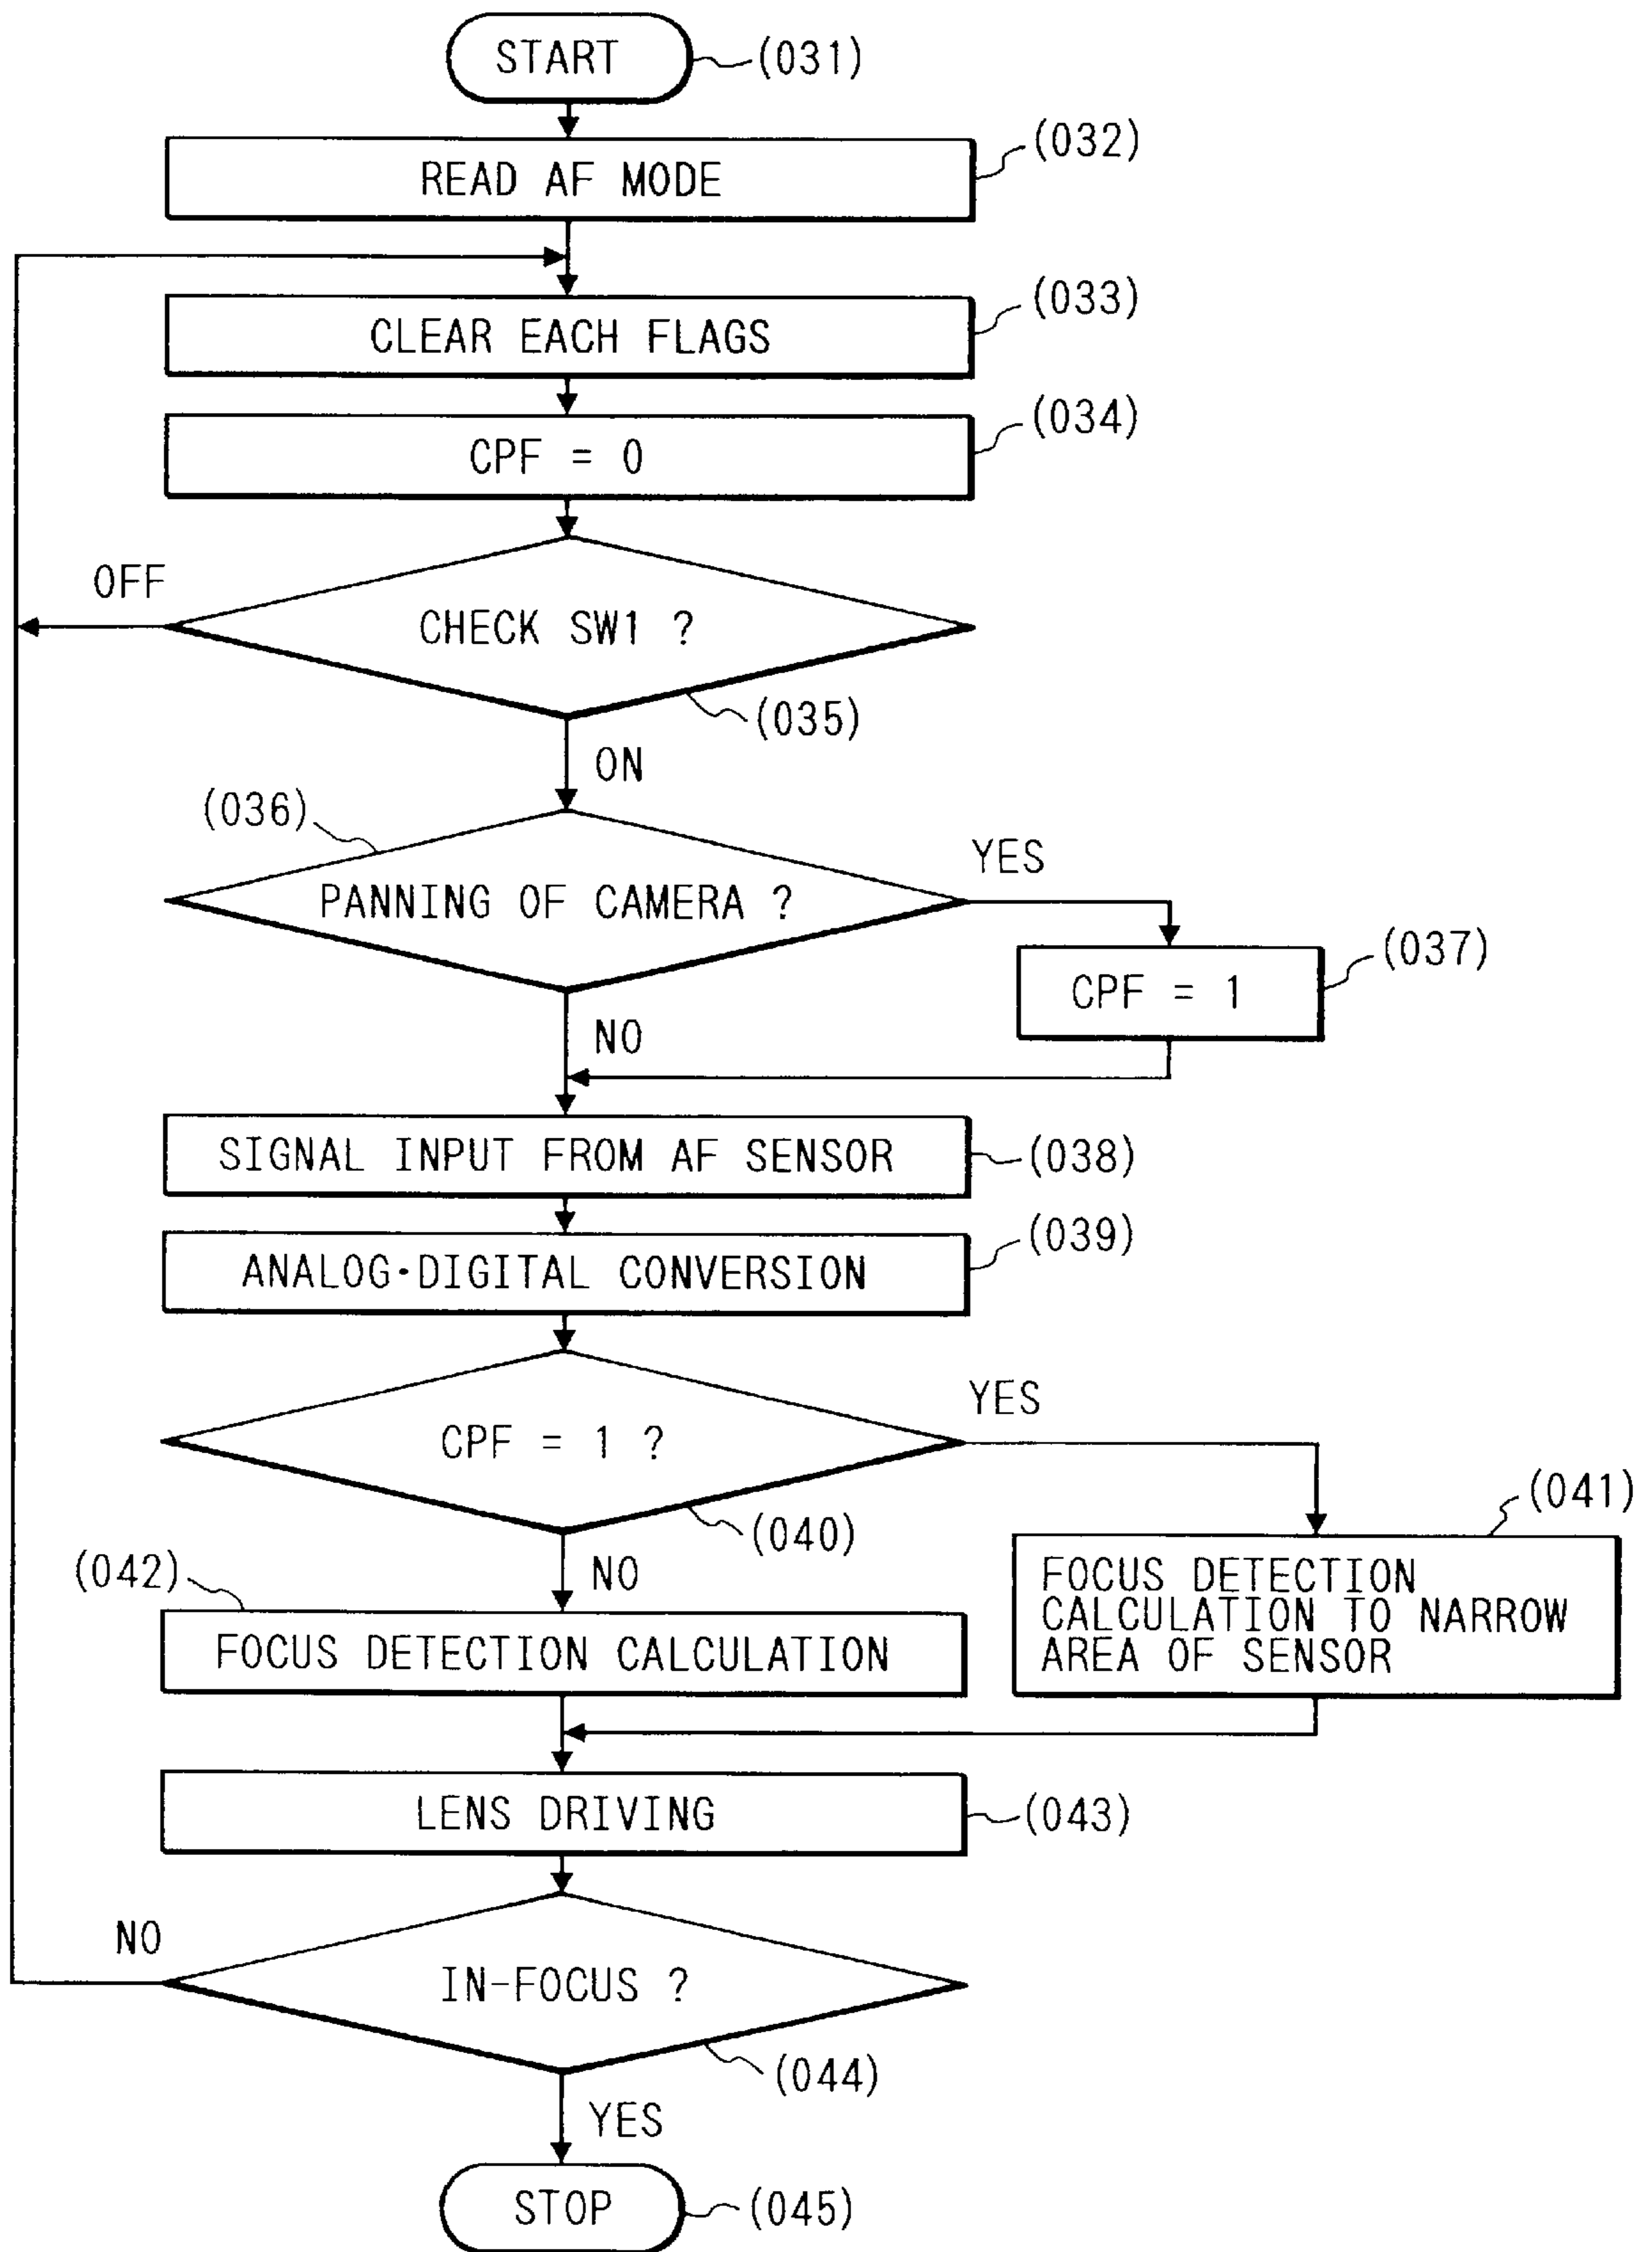 START
(031)
READ AF MODE
(032)
CLEAR EACH FLAGS
(033)
CPF = 0
(034)
CHECK SW1 ?
OFF
(035)
ON
(036)
PANNING OF CAMERA ?
YES
CPF = 1
(037)
NO
SIGNAL INPUT FROM AF SENSOR
(038)
ANALOG·DIGITAL CONVERSION
(039)
CPF = 1 ?
YES
(040)
NO
(041)
FOCUS DETECTION
CALCULATION TO NARROW
AREA OF SENSOR
(042)
FOCUS DETECTION CALCULATION
LENS DRIVING
(043)
IN-FOCUS ?
NO
(044)
YES
STOP
(045)